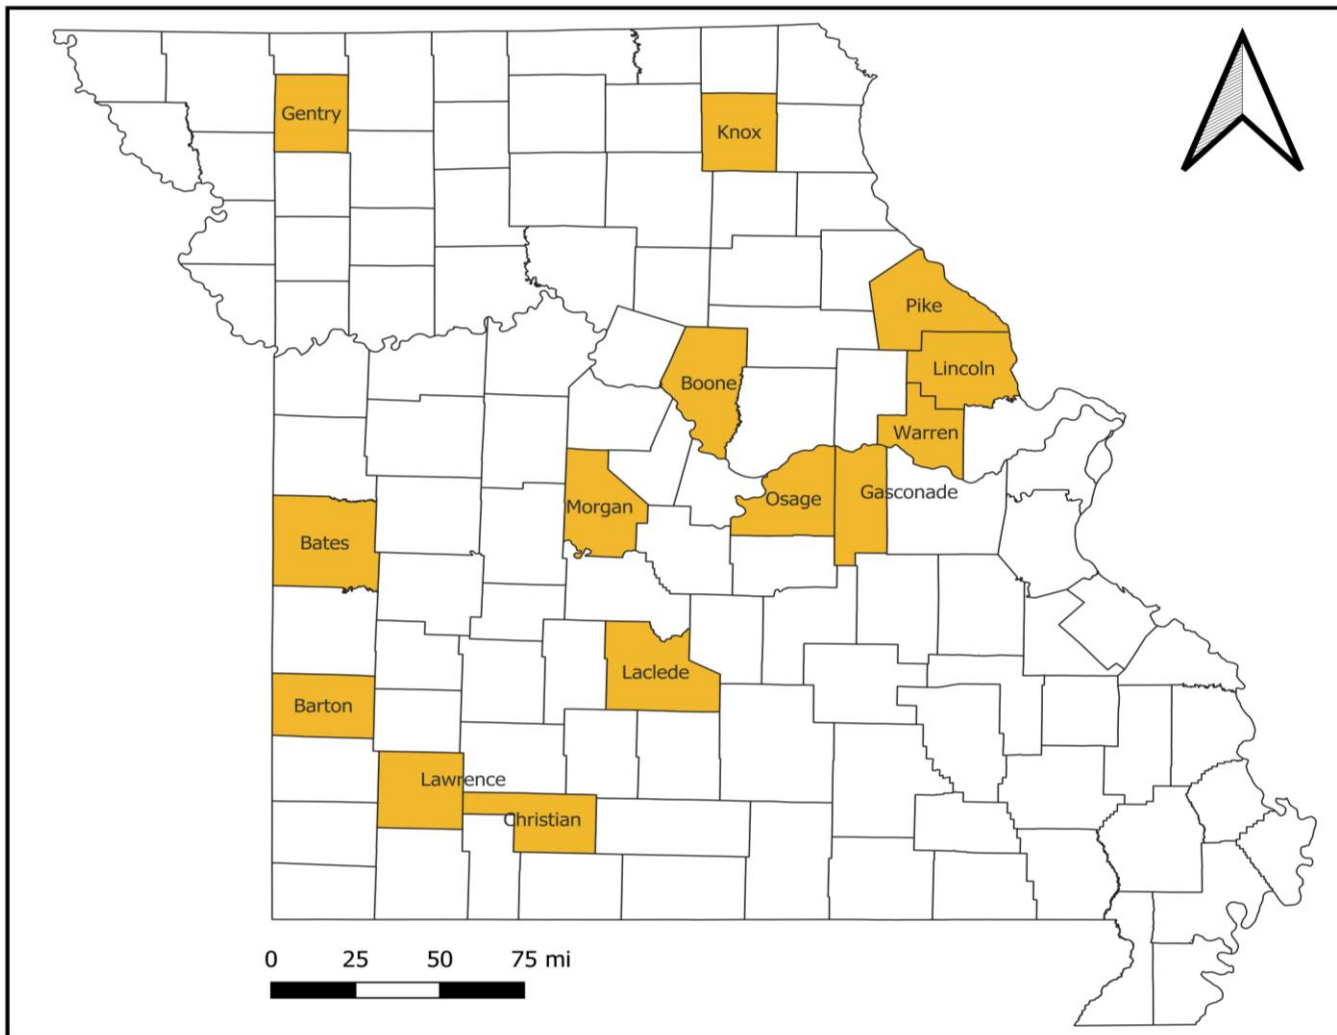 Gentry
Knox
Pike
Lincoln
Boone
Warren
Osage
Gasconade
Morgan
Bates
Laclede
Barton
Lawrence
Christian
0 25 50 75 mi